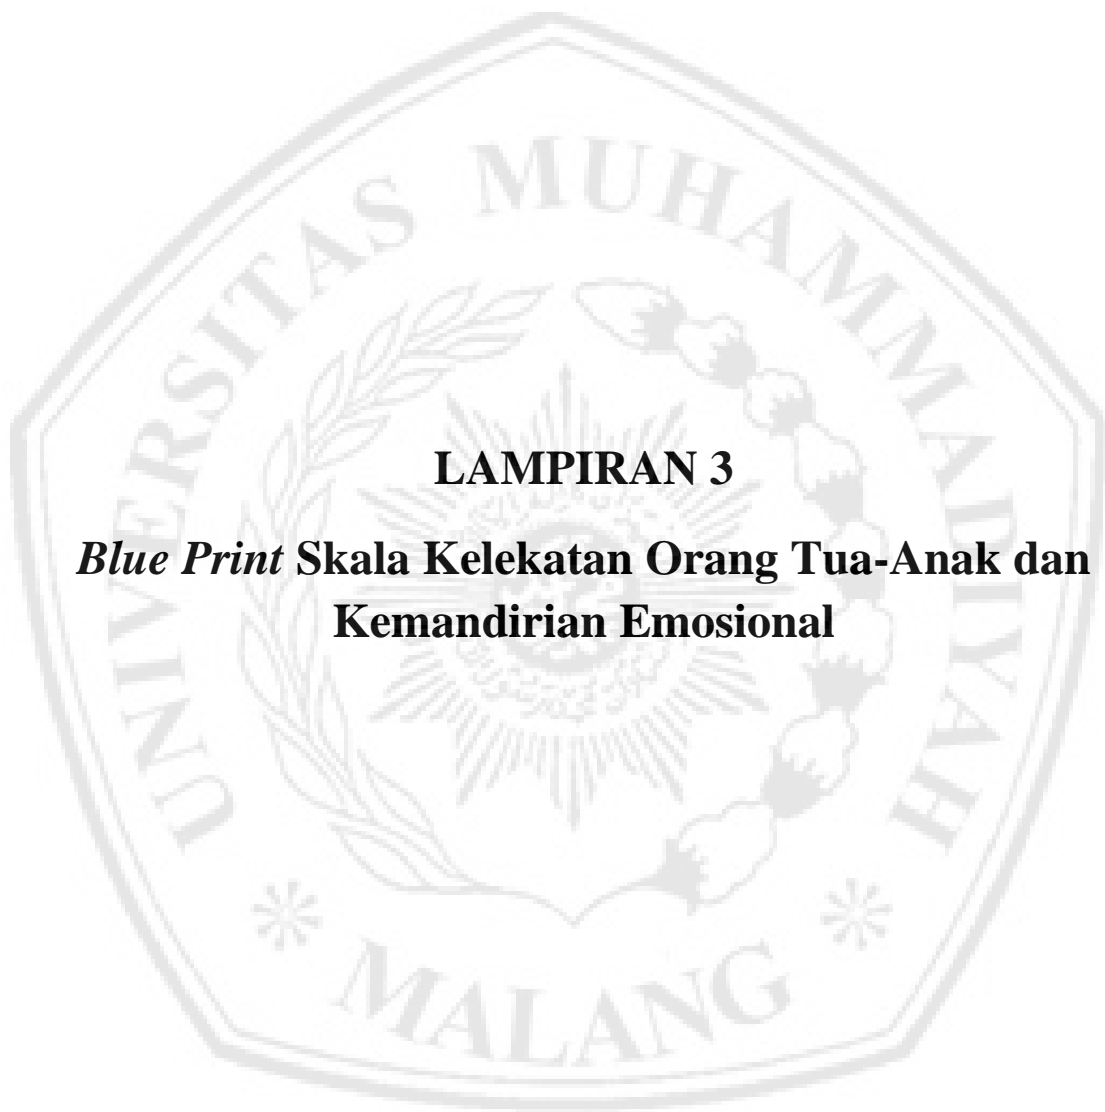 UNIVERSITAS MUHAMMADIYAH
LAMPIRAN 3
Blue Print Skala Kelekatan Orang Tua-Anak dan
Kemandirian Emosional
MALANG